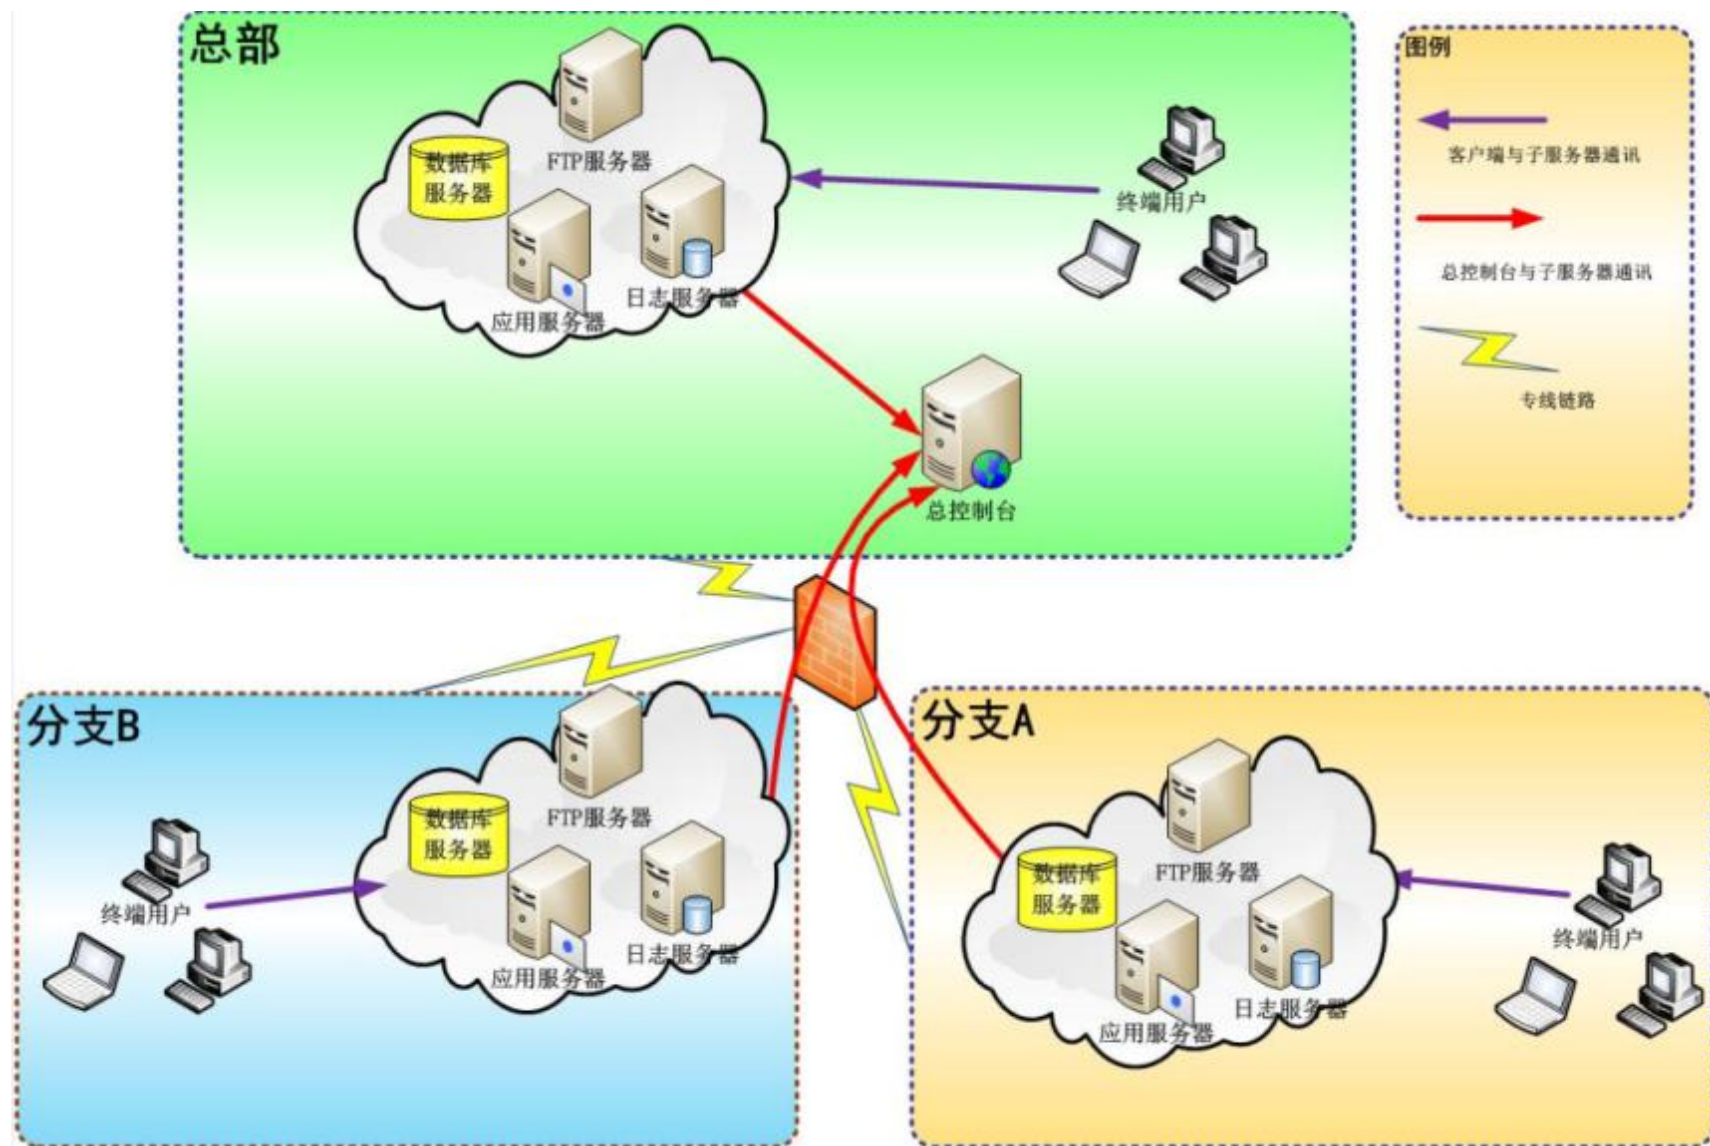 总部
FTP服务器
数据库
服务器
应用服务器
日志服务器
终端用户
总控制台
图例
客户端与子服务器通讯
总控制台与子服务器通讯
专线链路
分支B
FTP服务器
数据库
服务器
应用服务器
日志服务器
终端用户
分支A
FTP服务器
数据库
服务器
应用服务器
日志服务器
终端用户